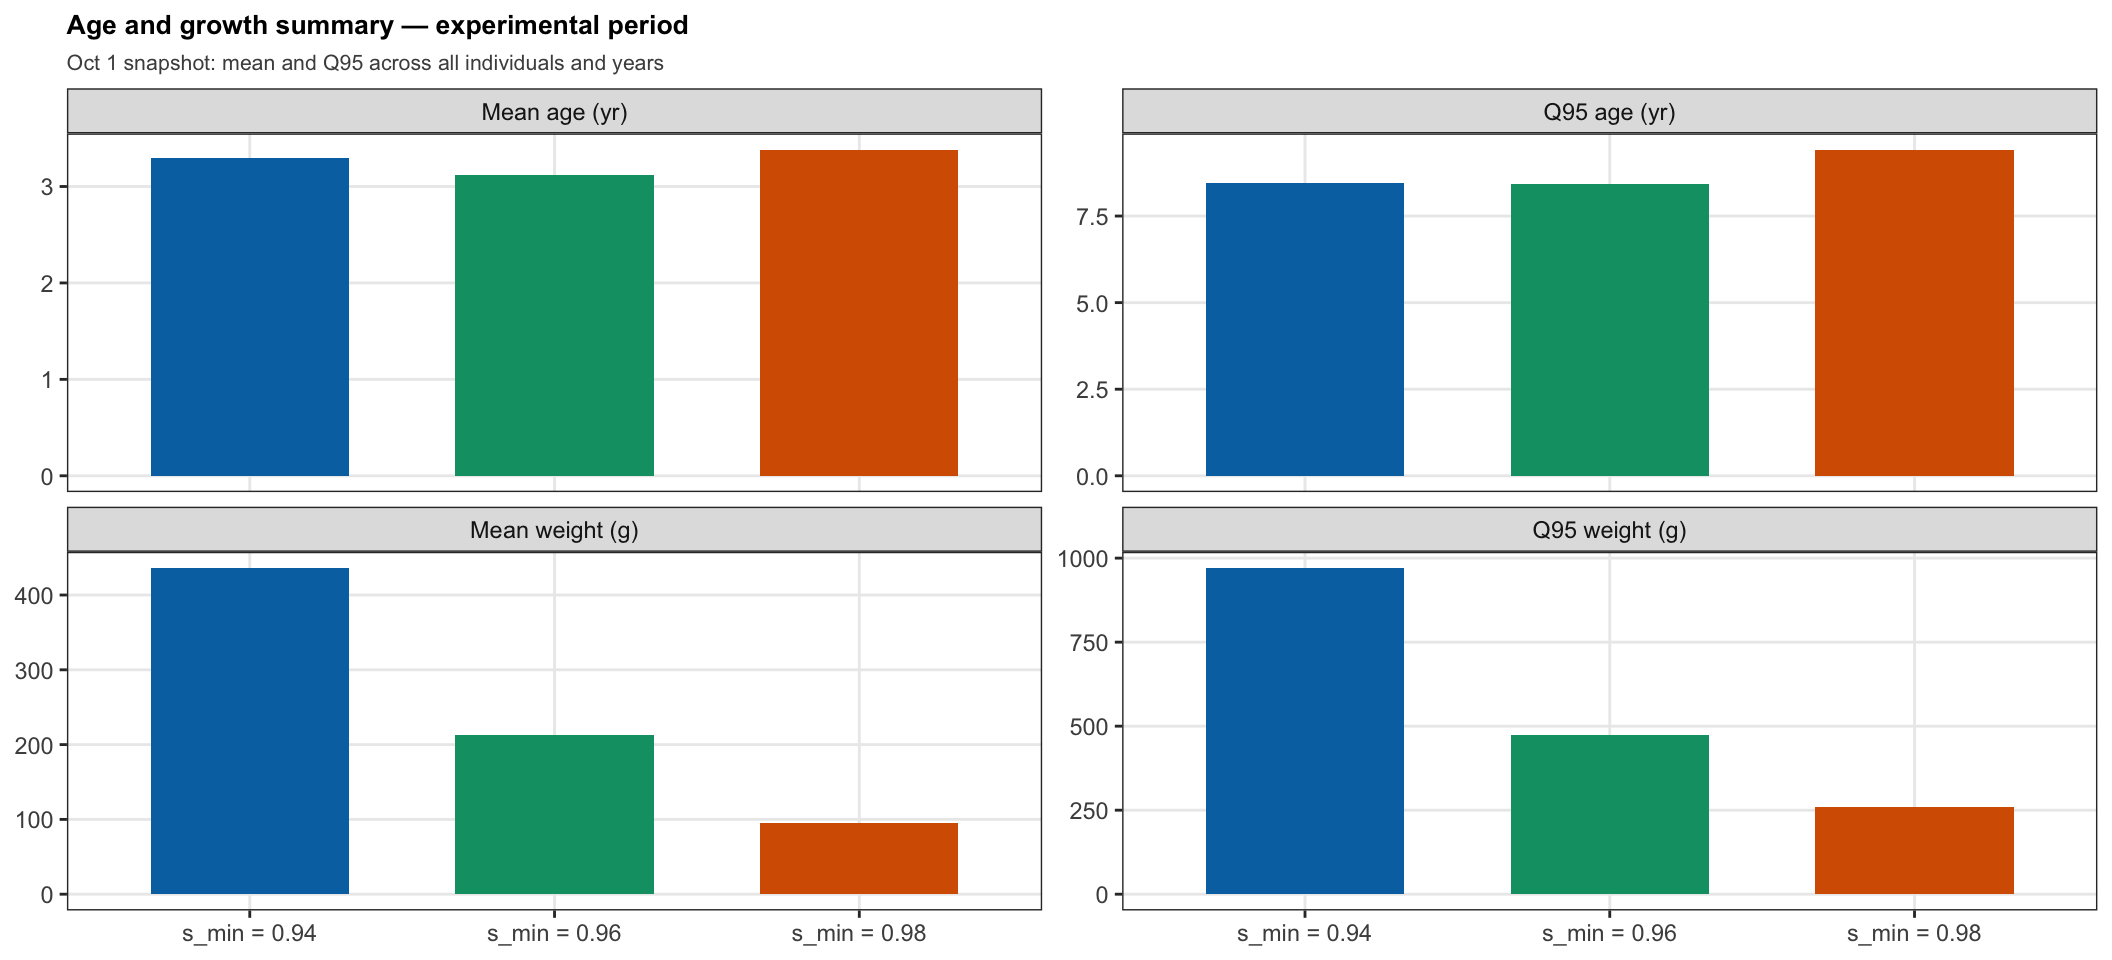 Age and growth summary — experimental period
Oct 1 snapshot: mean and Q95 across all individuals and years
Mean age (yr)
3
2
1
0
Q95 age (yr)
7.5
5.0
2.5
0.0
Mean weight (g)
400
300
200
100
0
s_min = 0.94
s_min = 0.96
s_min = 0.98
Q95 weight (g)
1000
750
500
250
0
s_min = 0.94
s_min = 0.96
s_min = 0.98